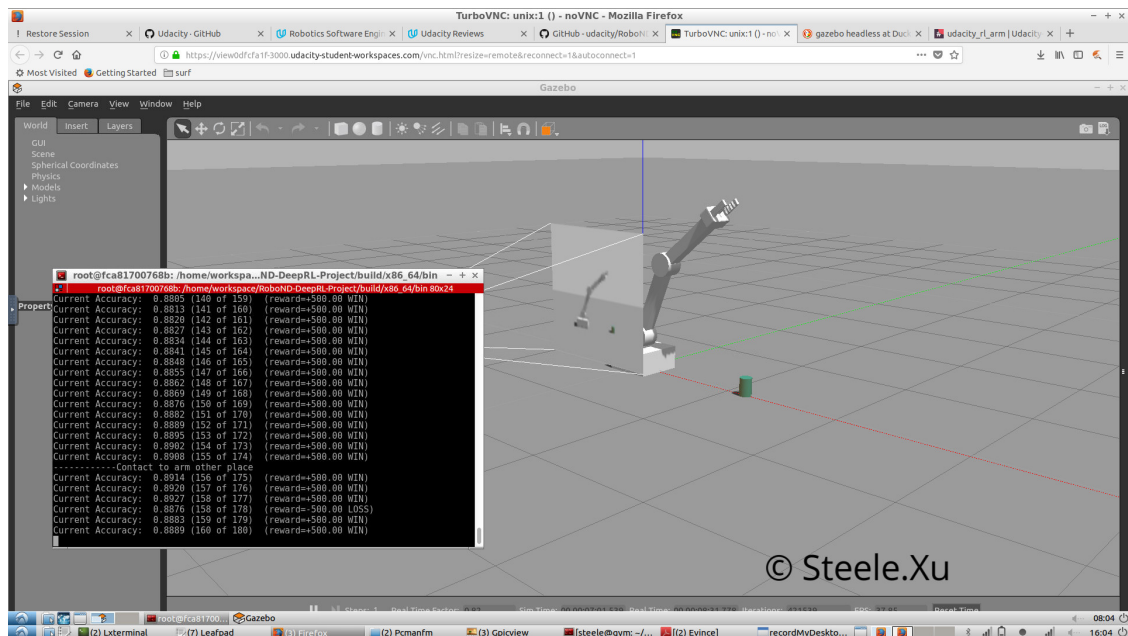 TurboVNC: unix:1 () - noVNC - Mozilla Firefox
! Restore Session
Udacity · GitHub
Robotics Software Engin
Udacity Reviews
GitHub - udacity/RoboN
TurboVNC: unix:1 () - no
gazebo headless at Duck
udacity_rl_arm | Udacity
https://view0dfcfa1f-3000.udacity-student-workspaces.com/vnc.html?resize=remote&reconnect=1&autoconnect=1
Most Visited Getting Started surf
Gazebo
File Edit Camera View Window Help
World Insert Layers
GUI
Scene
Spherical Coordinates
Physics
Models
Lights
Propert
root@fca81700768b: /home/workspa...ND-DeepRL-Project/build/x86_64/bin
root@fca81700768b: /home/workspace/RoboND-DeepRL-Project/build/x86_64/bin 80x24
Current Accuracy: 0.8805 (140 of 159) (reward=+500.00 WIN)
Current Accuracy: 0.8813 (141 of 160) (reward=+500.00 WIN)
Current Accuracy: 0.8820 (142 of 161) (reward=+500.00 WIN)
Current Accuracy: 0.8827 (143 of 162) (reward=+500.00 WIN)
Current Accuracy: 0.8834 (144 of 163) (reward=+500.00 WIN)
Current Accuracy: 0.8841 (145 of 164) (reward=+500.00 WIN)
Current Accuracy: 0.8848 (146 of 165) (reward=+500.00 WIN)
Current Accuracy: 0.8855 (147 of 166) (reward=+500.00 WIN)
Current Accuracy: 0.8862 (148 of 167) (reward=+500.00 WIN)
Current Accuracy: 0.8869 (149 of 168) (reward=+500.00 WIN)
Current Accuracy: 0.8876 (150 of 169) (reward=+500.00 WIN)
Current Accuracy: 0.8882 (151 of 170) (reward=+500.00 WIN)
Current Accuracy: 0.8889 (152 of 171) (reward=+500.00 WIN)
Current Accuracy: 0.8895 (153 of 172) (reward=+500.00 WIN)
Current Accuracy: 0.8902 (154 of 173) (reward=+500.00 WIN)
Current Accuracy: 0.8908 (155 of 174) (reward=+500.00 WIN)
------------Contact to arm other place
Current Accuracy: 0.8914 (156 of 175) (reward=+500.00 WIN)
Current Accuracy: 0.8920 (157 of 176) (reward=+500.00 WIN)
Current Accuracy: 0.8927 (158 of 177) (reward=+500.00 WIN)
Current Accuracy: 0.8876 (158 of 178) (reward=-500.00 LOSS)
Current Accuracy: 0.8883 (159 of 179) (reward=+500.00 WIN)
Current Accuracy: 0.8889 (160 of 180) (reward=+500.00 WIN)
© Steele.Xu
Steps: 1 Real Time Factor: Sim Time: Real Time: Iterations: FPS: Reset Time
root@fca81700... Gazebo 08:04
(2) Lxterminal (7) Leafpad (3) Firefox (2) Pcmanfm (3) Gpicview [steele@gvm: ~/... [(2) Evince] recordMyDeskto... 16:04